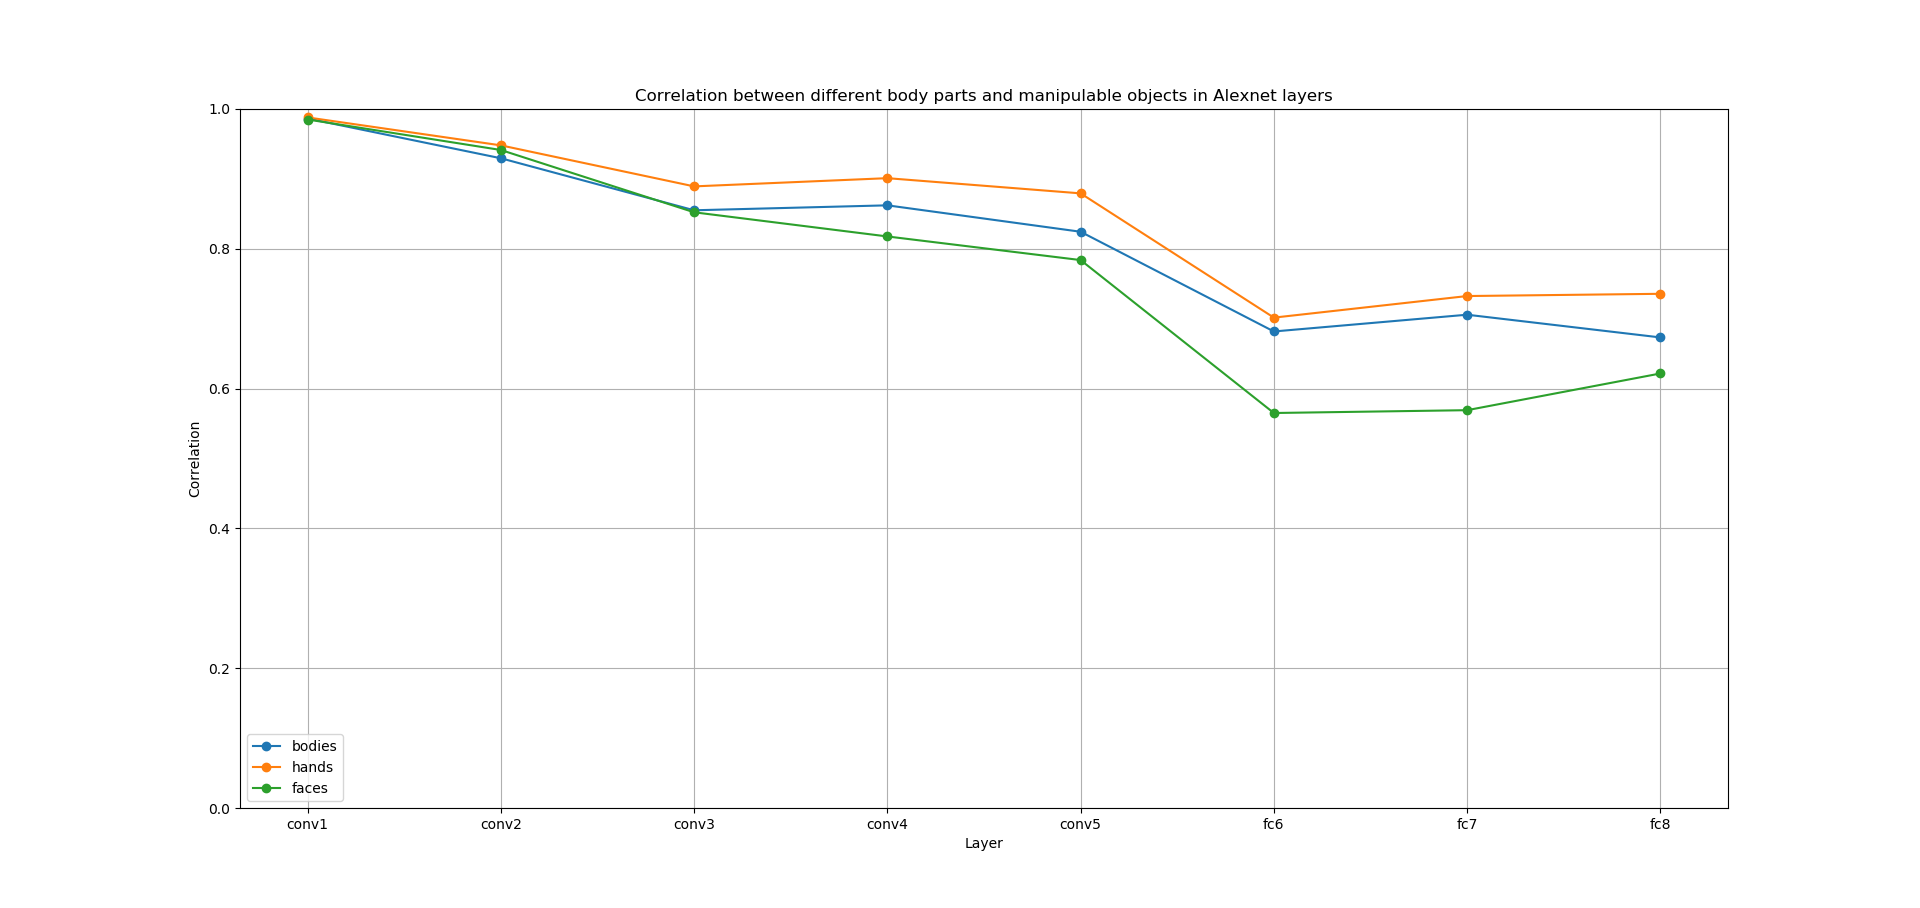 Correlation between different body parts and manipulable objects in Alexnet layers
1.0
0.8
0.6
0.4
0.2
0.0
Correlation
bodies
hands
faces
conv1 conv2 conv3 conv4 conv5 fc6 fc7 fc8
Layer